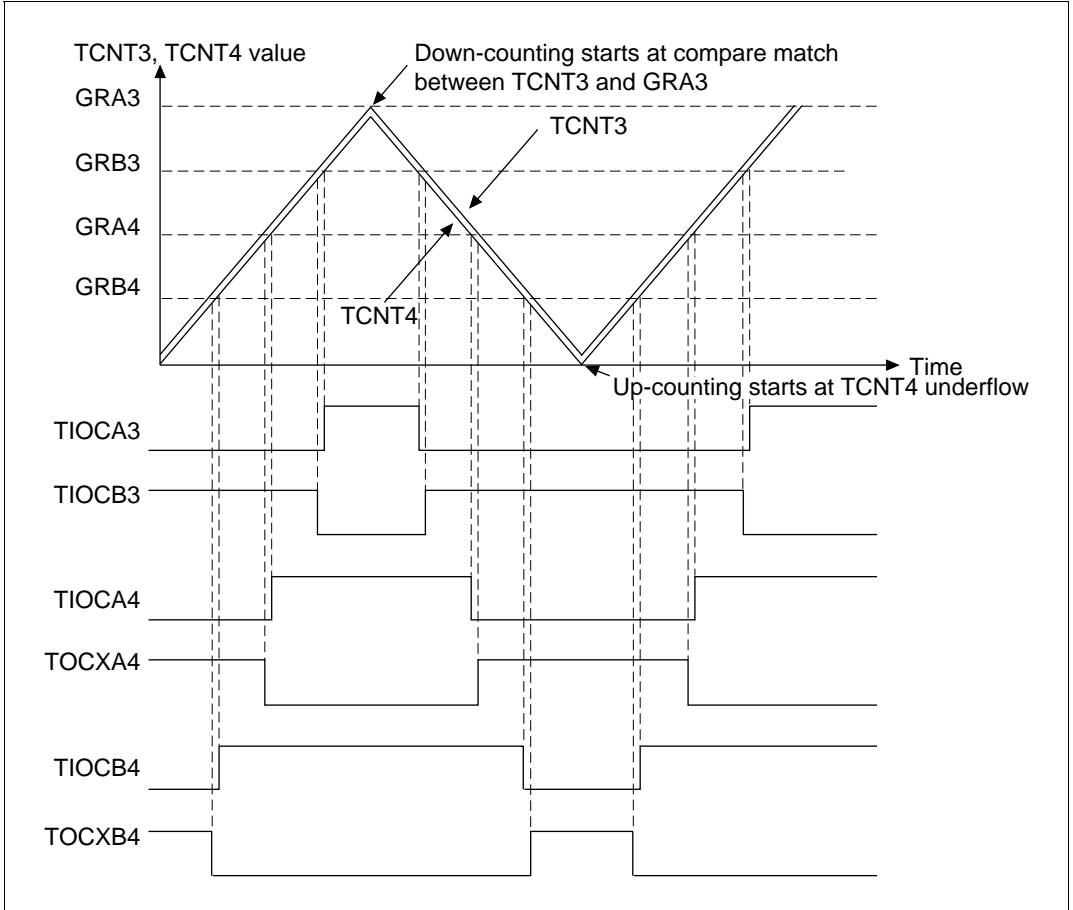 TCNT3, TCNT4 value
Down-counting starts at compare match
between TCNT3 and GRA3
GRA3
TCNT3
GRB3
GRA4
GRB4
TCNT4
Time
Up-counting starts at TCNT4 underflow
TIOCA3
TIOCB3
TIOCA4
TOCXA4
TIOCB4
TOCXB4